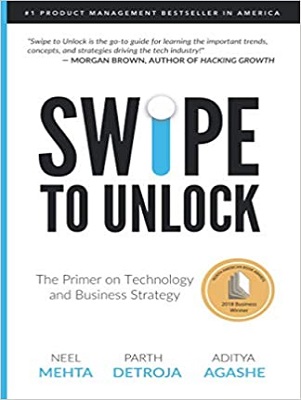 #1 PRODUCT MANAGEMENT BESTSELLER IN AMERICA
"Swipe to Unlock is the go-to guide for learning the important trends,
concepts, and strategies driving the tech industry!"
— MORGAN BROWN, AUTHOR OF HACKING GROWTH
SWIPE
TO UNLOCK
The Primer on Technology
and Business Strategy
2018 Business
Winner
NEEL
MEHTA
PARTH
DETROJA
ADITYA
AGASHE